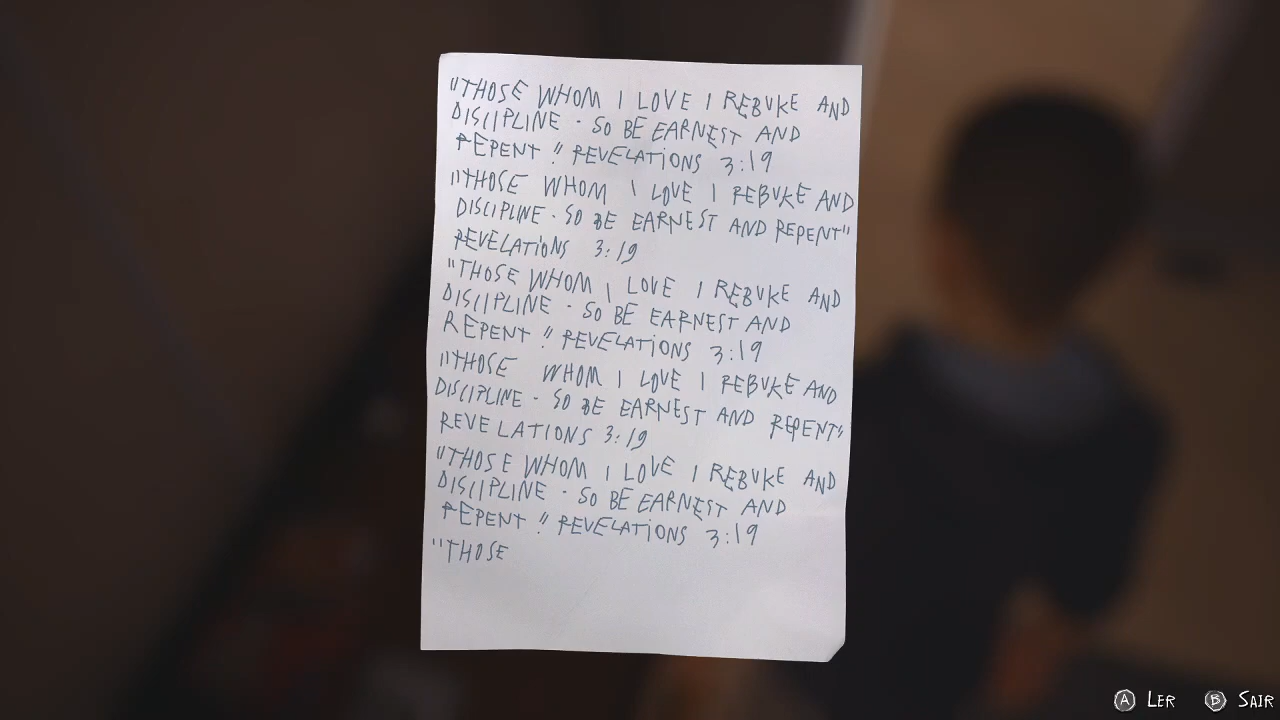 "THOSE WHOM I LOVE I REBUKE AND
DISCIPLINE - SO BE EARNEST AND
REPENT". REVELATIONS 3:19
"THOSE WHOM I LOVE I REBUKE AND
DISCIPLINE - SO BE EARNEST AND REPENT"
REVELATIONS 3:19
"THOSE WHOM I LOVE I REBUKE AND
DISCIPLINE - SO BE EARNEST AND
REPENT". REVELATIONS 3:19
"THOSE WHOM I LOVE I REBUKE AND
DISCIPLINE - SO BE EARNEST AND REPENT"
REVELATIONS 3:19
"THOSE WHOM I LOVE I REBUKE AND
DISCIPLINE - SO BE EARNEST AND
REPENT". REVELATIONS 3:19
"THOSE
A LER B SAIR